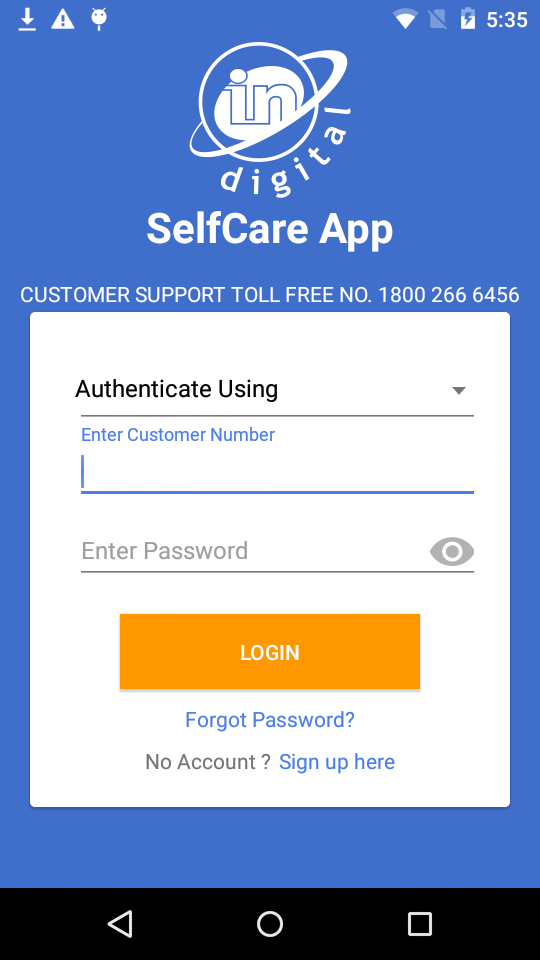 5:35
in
digital
SelfCare App
CUSTOMER SUPPORT TOLL FREE NO. 1800 266 6456
Authenticate Using
Enter Customer Number
Enter Password
LOGIN
Forgot Password?
No Account ? Sign up here